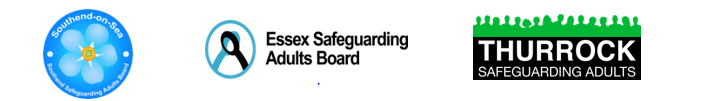 Southend-on-Sea
Southend Safeguarding Adults Board
Essex Safeguarding
Adults Board
THURROCK
SAFEGUARDING ADULTS